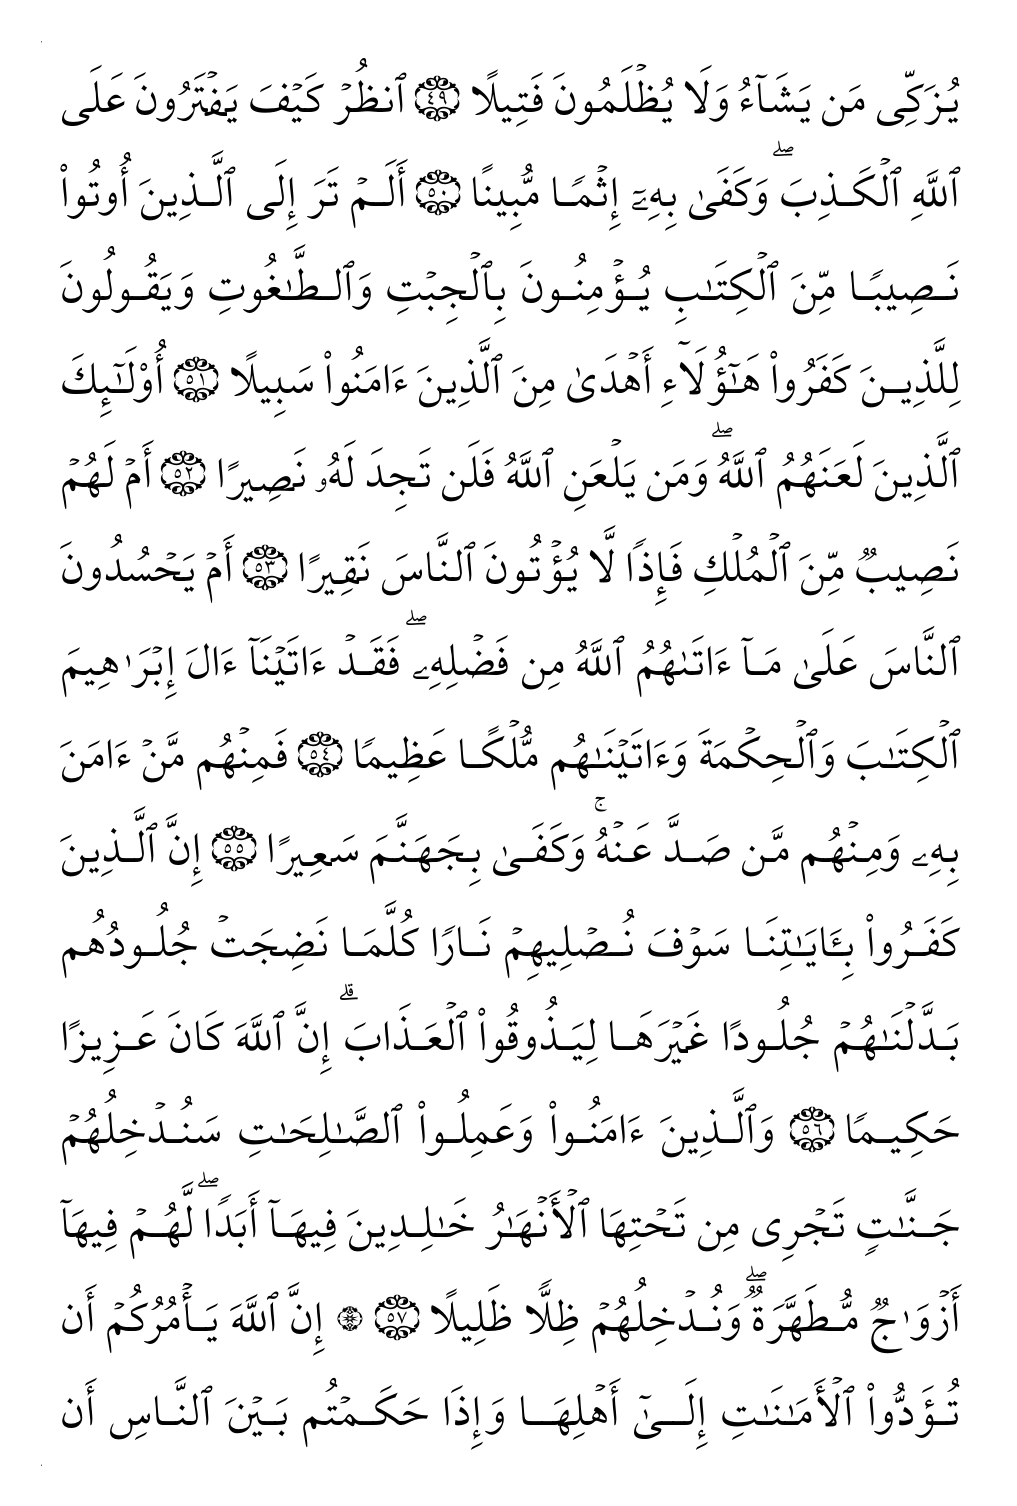 يُزَكِّى مَن يَشَآءُ وَلَا يُظۡلَمُونَ فَتِيلًا ٤٩ ٱنظُرۡ كَيۡفَ يَفۡتَرُونَ عَلَى
ٱللَّهِ ٱلۡكَذِبَۖ وَكَفَىٰ بِهِۦٓ إِثۡمًا مُّبِينًا ٥٠ أَلَمۡ تَرَ إِلَى ٱلَّذِينَ أُوتُواْ
نَصِيبًا مِّنَ ٱلۡكِتَٰبِ يُؤۡمِنُونَ بِٱلۡجِبۡتِ وَٱلطَّٰغُوتِ وَيَقُولُونَ
لِلَّذِينَ كَفَرُواْ هَٰٓؤُلَآءِ أَهۡدَىٰ مِنَ ٱلَّذِينَ ءَامَنُواْ سَبِيلًا ٥١ أُوْلَٰٓئِكَ
ٱلَّذِينَ لَعَنَهُمُ ٱللَّهُۖ وَمَن يَلۡعَنِ ٱللَّهُ فَلَن تَجِدَ لَهُۥ نَصِيرًا ٥٢ أَمۡ لَهُمۡ
نَصِيبٌ مِّنَ ٱلۡمُلۡكِ فَإِذًا لَّا يُؤۡتُونَ ٱلنَّاسَ نَقِيرًا ٥٣ أَمۡ يَحۡسُدُونَ
ٱلنَّاسَ عَلَىٰ مَآ ءَاتَىٰهُمُ ٱللَّهُ مِن فَضۡلِهِۦۖ فَقَدۡ ءَاتَيۡنَآ ءَالَ إِبۡرَٰهِيمَ
ٱلۡكِتَٰبَ وَٱلۡحِكۡمَةَ وَءَاتَيۡنَٰهُم مُّلۡكًا عَظِيمًا ٥٤ فَمِنۡهُم مَّنۡ ءَامَنَ
بِهِۦ وَمِنۡهُم مَّن صَدَّ عَنۡهُۚ وَكَفَىٰ بِجَهَنَّمَ سَعِيرًا ٥٥ إِنَّ ٱلَّذِينَ
كَفَرُواْ بِـَٔايَٰتِنَا سَوۡفَ نُصۡلِيهِمۡ نَارًا كُلَّمَا نَضِجَتۡ جُلُودُهُم
بَدَّلۡنَٰهُمۡ جُلُودًا غَيۡرَهَا لِيَذُوقُواْ ٱلۡعَذَابَۗ إِنَّ ٱللَّهَ كَانَ عَزِيزًا
حَكِيمًا ٥٦ وَٱلَّذِينَ ءَامَنُواْ وَعَمِلُواْ ٱلصَّٰلِحَٰتِ سَنُدۡخِلُهُمۡ
جَنَّٰتٍ تَجۡرِى مِن تَحۡتِهَا ٱلۡأَنۡهَٰرُ خَٰلِدِينَ فِيهَآ أَبَدًاۖ لَّهُمۡ فِيهَآ
أَزۡوَٰجٌ مُّطَهَّرَةٌۖ وَنُدۡخِلُهُمۡ ظِلًّا ظَلِيلًا ٥٧ ۞ إِنَّ ٱللَّهَ يَأۡمُرُكُمۡ أَن
تُؤَدُّواْ ٱلۡأَمَٰنَٰتِ إِلَىٰٓ أَهۡلِهَا وَإِذَا حَكَمۡتُم بَيۡنَ ٱلنَّاسِ أَن